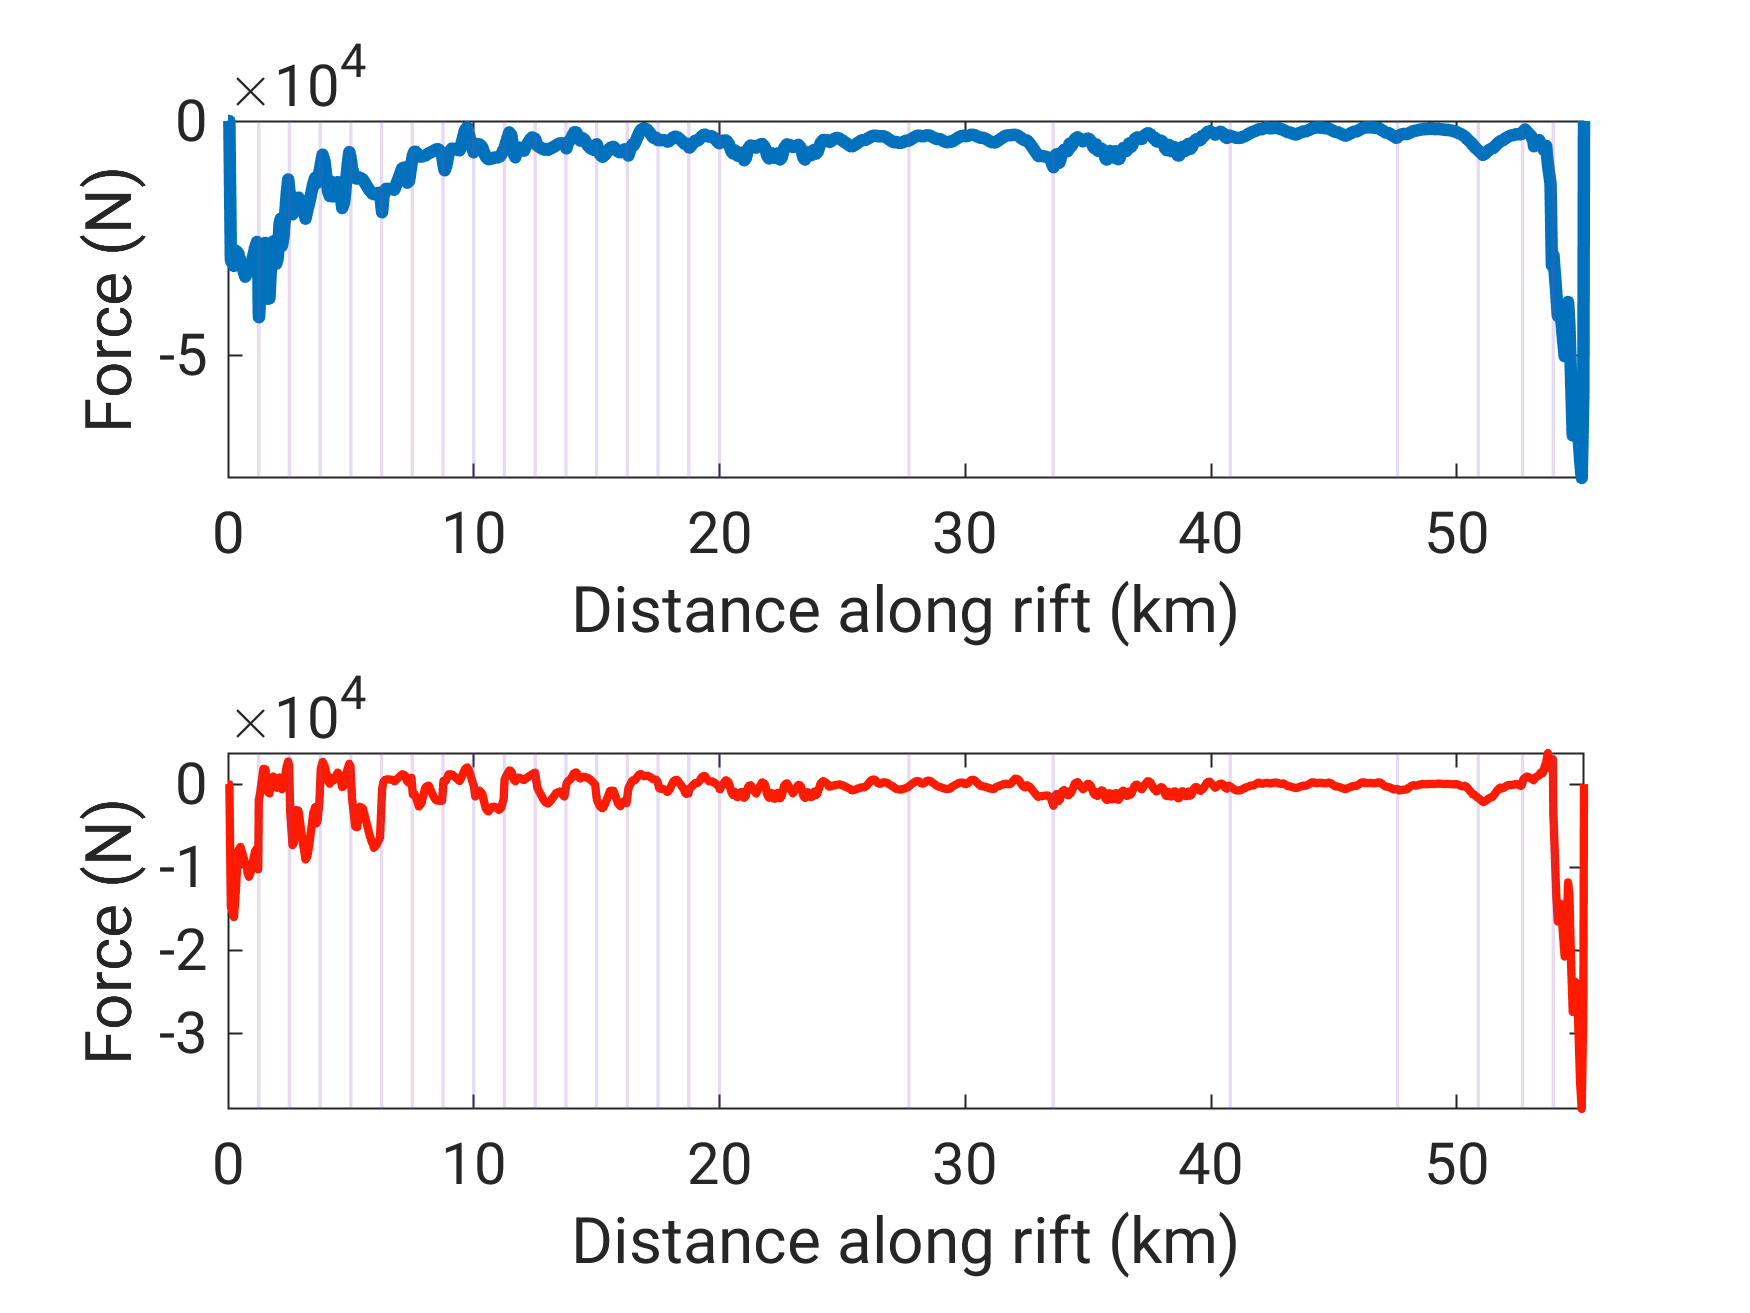 ×10⁴
0
-5
Force (N)
0 10 20 30 40 50
Distance along rift (km)
×10⁴
0
-1
-2
-3
Force (N)
0 10 20 30 40 50
Distance along rift (km)